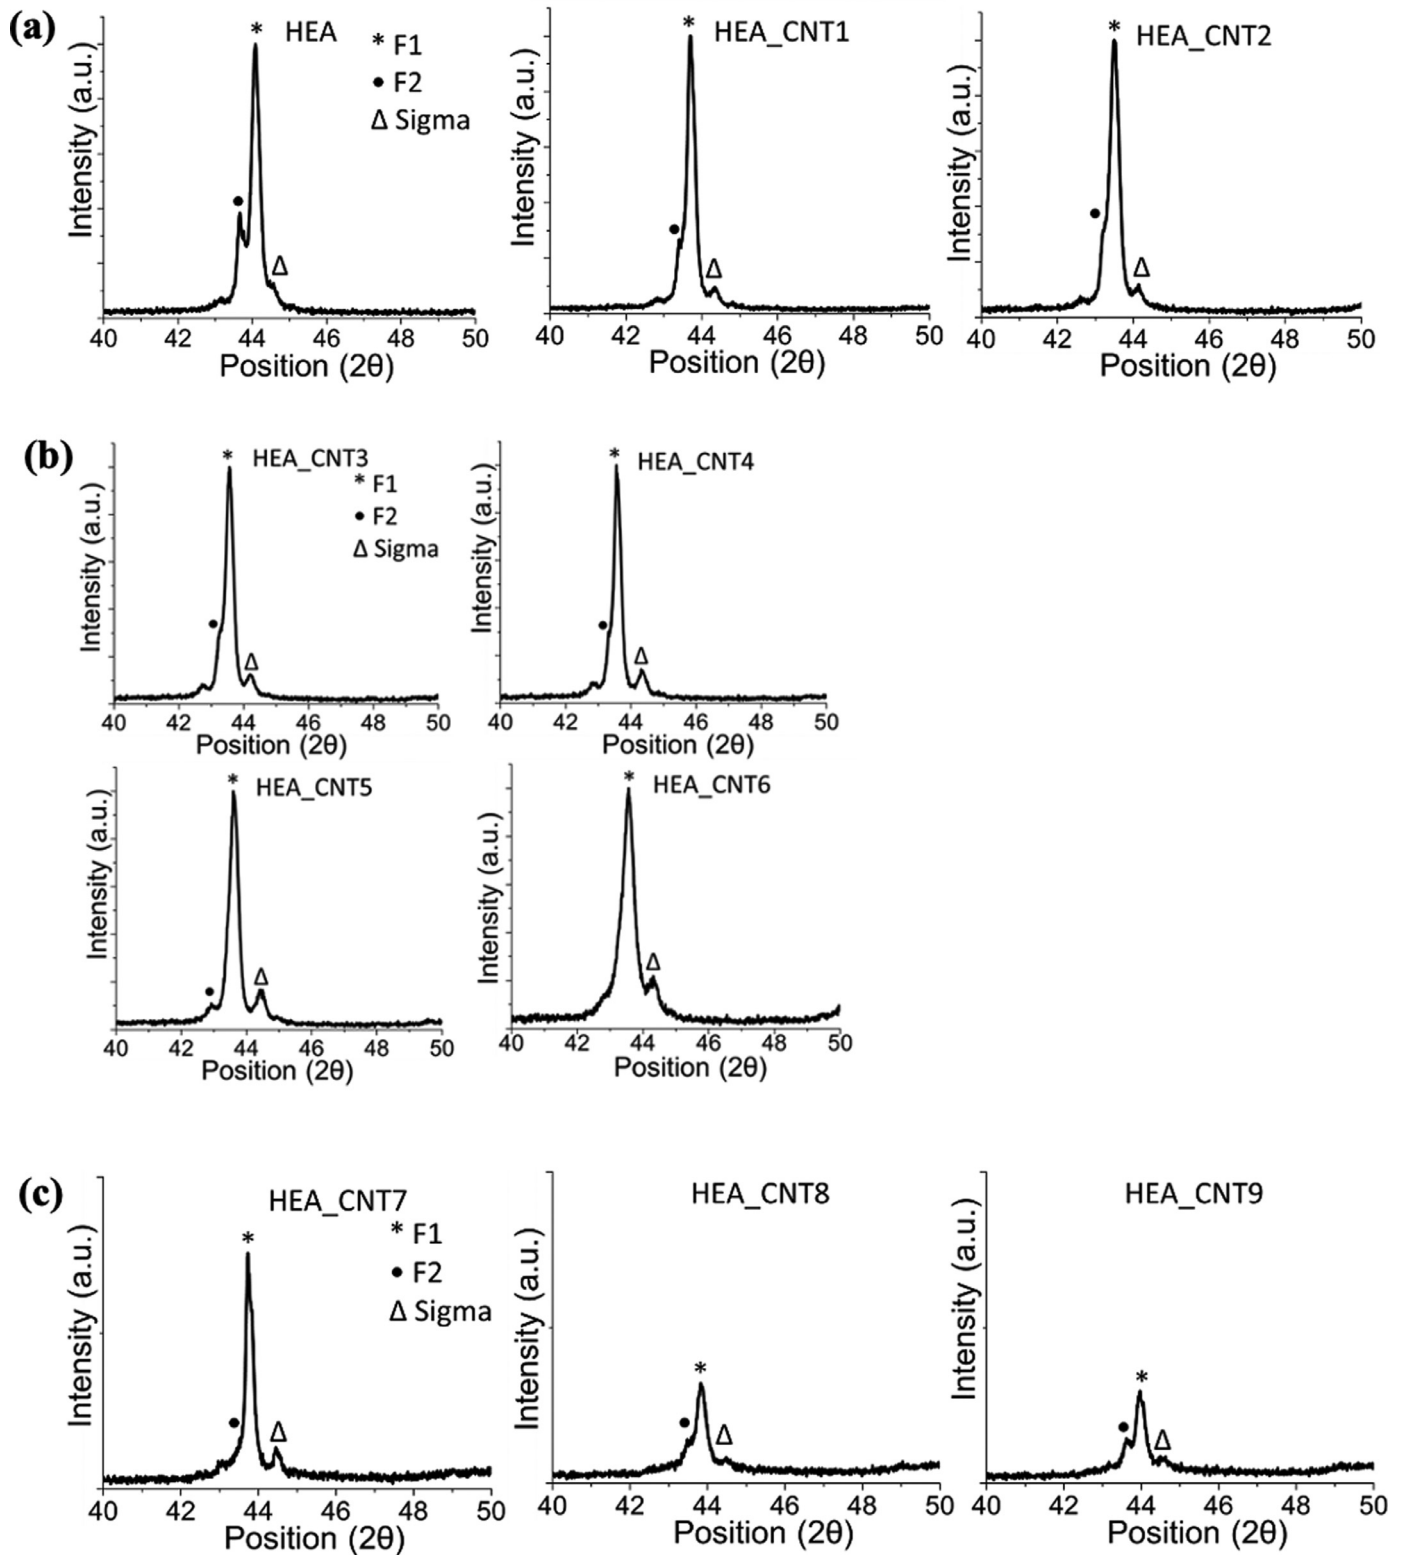 (a)
* HEA
* F1
● F2
Δ Sigma
●
Δ
Intensity (a.u.)
40 42 44 46 48 50
Position (2θ)
* HEA_CNT1
●
Δ
Intensity (a.u.)
40 42 44 46 48 50
Position (2θ)
* HEA_CNT2
●
Δ
Intensity (a.u.)
40 42 44 46 48 50
Position (2θ)
(b)
* HEA_CNT3
* F1
● F2
Δ Sigma
●
Δ
Intensity (a.u.)
40 42 44 46 48 50
Position (2θ)
* HEA_CNT4
●
Δ
Intensity (a.u.)
40 42 44 46 48 50
Position (2θ)
* HEA_CNT5
●
Δ
Intensity (a.u.)
40 42 44 46 48 50
Position (2θ)
* HEA_CNT6
Δ
Intensity (a.u.)
40 42 44 46 48 50
Position (2θ)
(c)
HEA_CNT7
*
* F1
● F2
Δ Sigma
●
Δ
Intensity (a.u.)
40 42 44 46 48 50
Position (2θ)
HEA_CNT8
*
●
Δ
Intensity (a.u.)
40 42 44 46 48 50
Position (2θ)
HEA_CNT9
*
●
Δ
Intensity (a.u.)
40 42 44 46 48 50
Position (2θ)